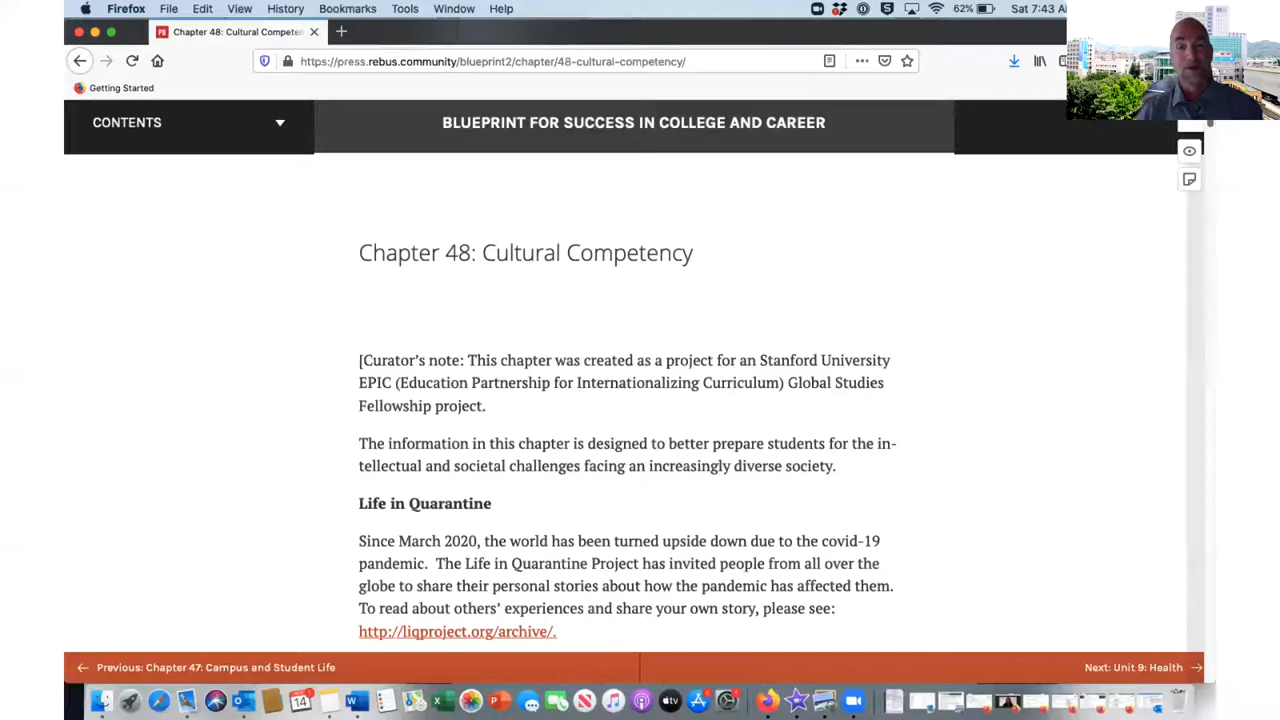 Firefox File Edit View History Bookmarks Tools Window Help 62% Sat 7:43 A
Chapter 48: Cultural Competen
https://press.rebus.community/blueprint2/chapter/48-cultural-competency/
Getting Started
CONTENTS
BLUEPRINT FOR SUCCESS IN COLLEGE AND CAREER
Chapter 48: Cultural Competency
[Curator's note: This chapter was created as a project for an Stanford University
EPIC (Education Partnership for Internationalizing Curriculum) Global Studies
Fellowship project.
The information in this chapter is designed to better prepare students for the in-
tellectual and societal challenges facing an increasingly diverse society.
Life in Quarantine
Since March 2020, the world has been turned upside down due to the covid-19
pandemic.  The Life in Quarantine Project has invited people from all over the
globe to share their personal stories about how the pandemic has affected them.
To read about others' experiences and share your own story, please see:
http://liqproject.org/archive/.
← Previous: Chapter 47: Campus and Student Life
Next: Unit 9: Health →
14
tv